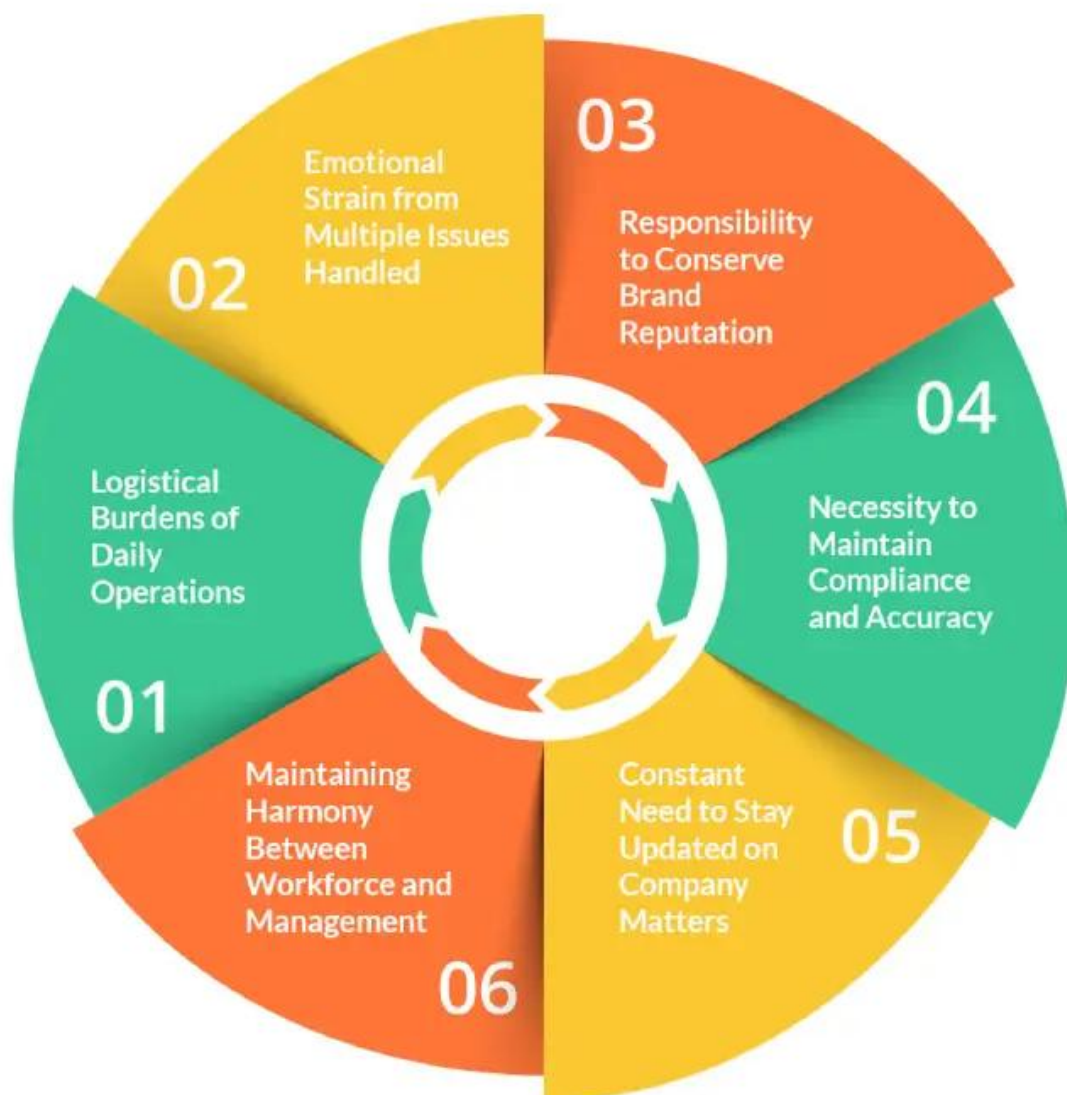 01
Logistical
Burdens of
Daily
Operations
02
Emotional
Strain from
Multiple Issues
Handled
03
Responsibility
to Conserve
Brand
Reputation
04
Necessity to
Maintain
Compliance
and Accuracy
05
Constant
Need to Stay
Updated on
Company
Matters
06
Maintaining
Harmony
Between
Workforce and
Management